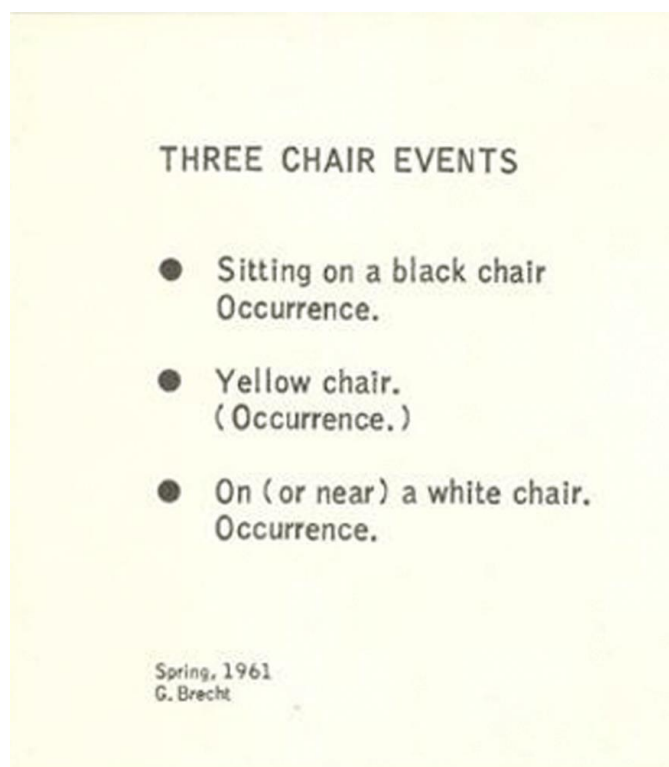 THREE CHAIR EVENTS
● Sitting on a black chair
Occurrence.
● Yellow chair.
(Occurrence.)
● On (or near) a white chair.
Occurrence.
Spring, 1961
G. Brecht